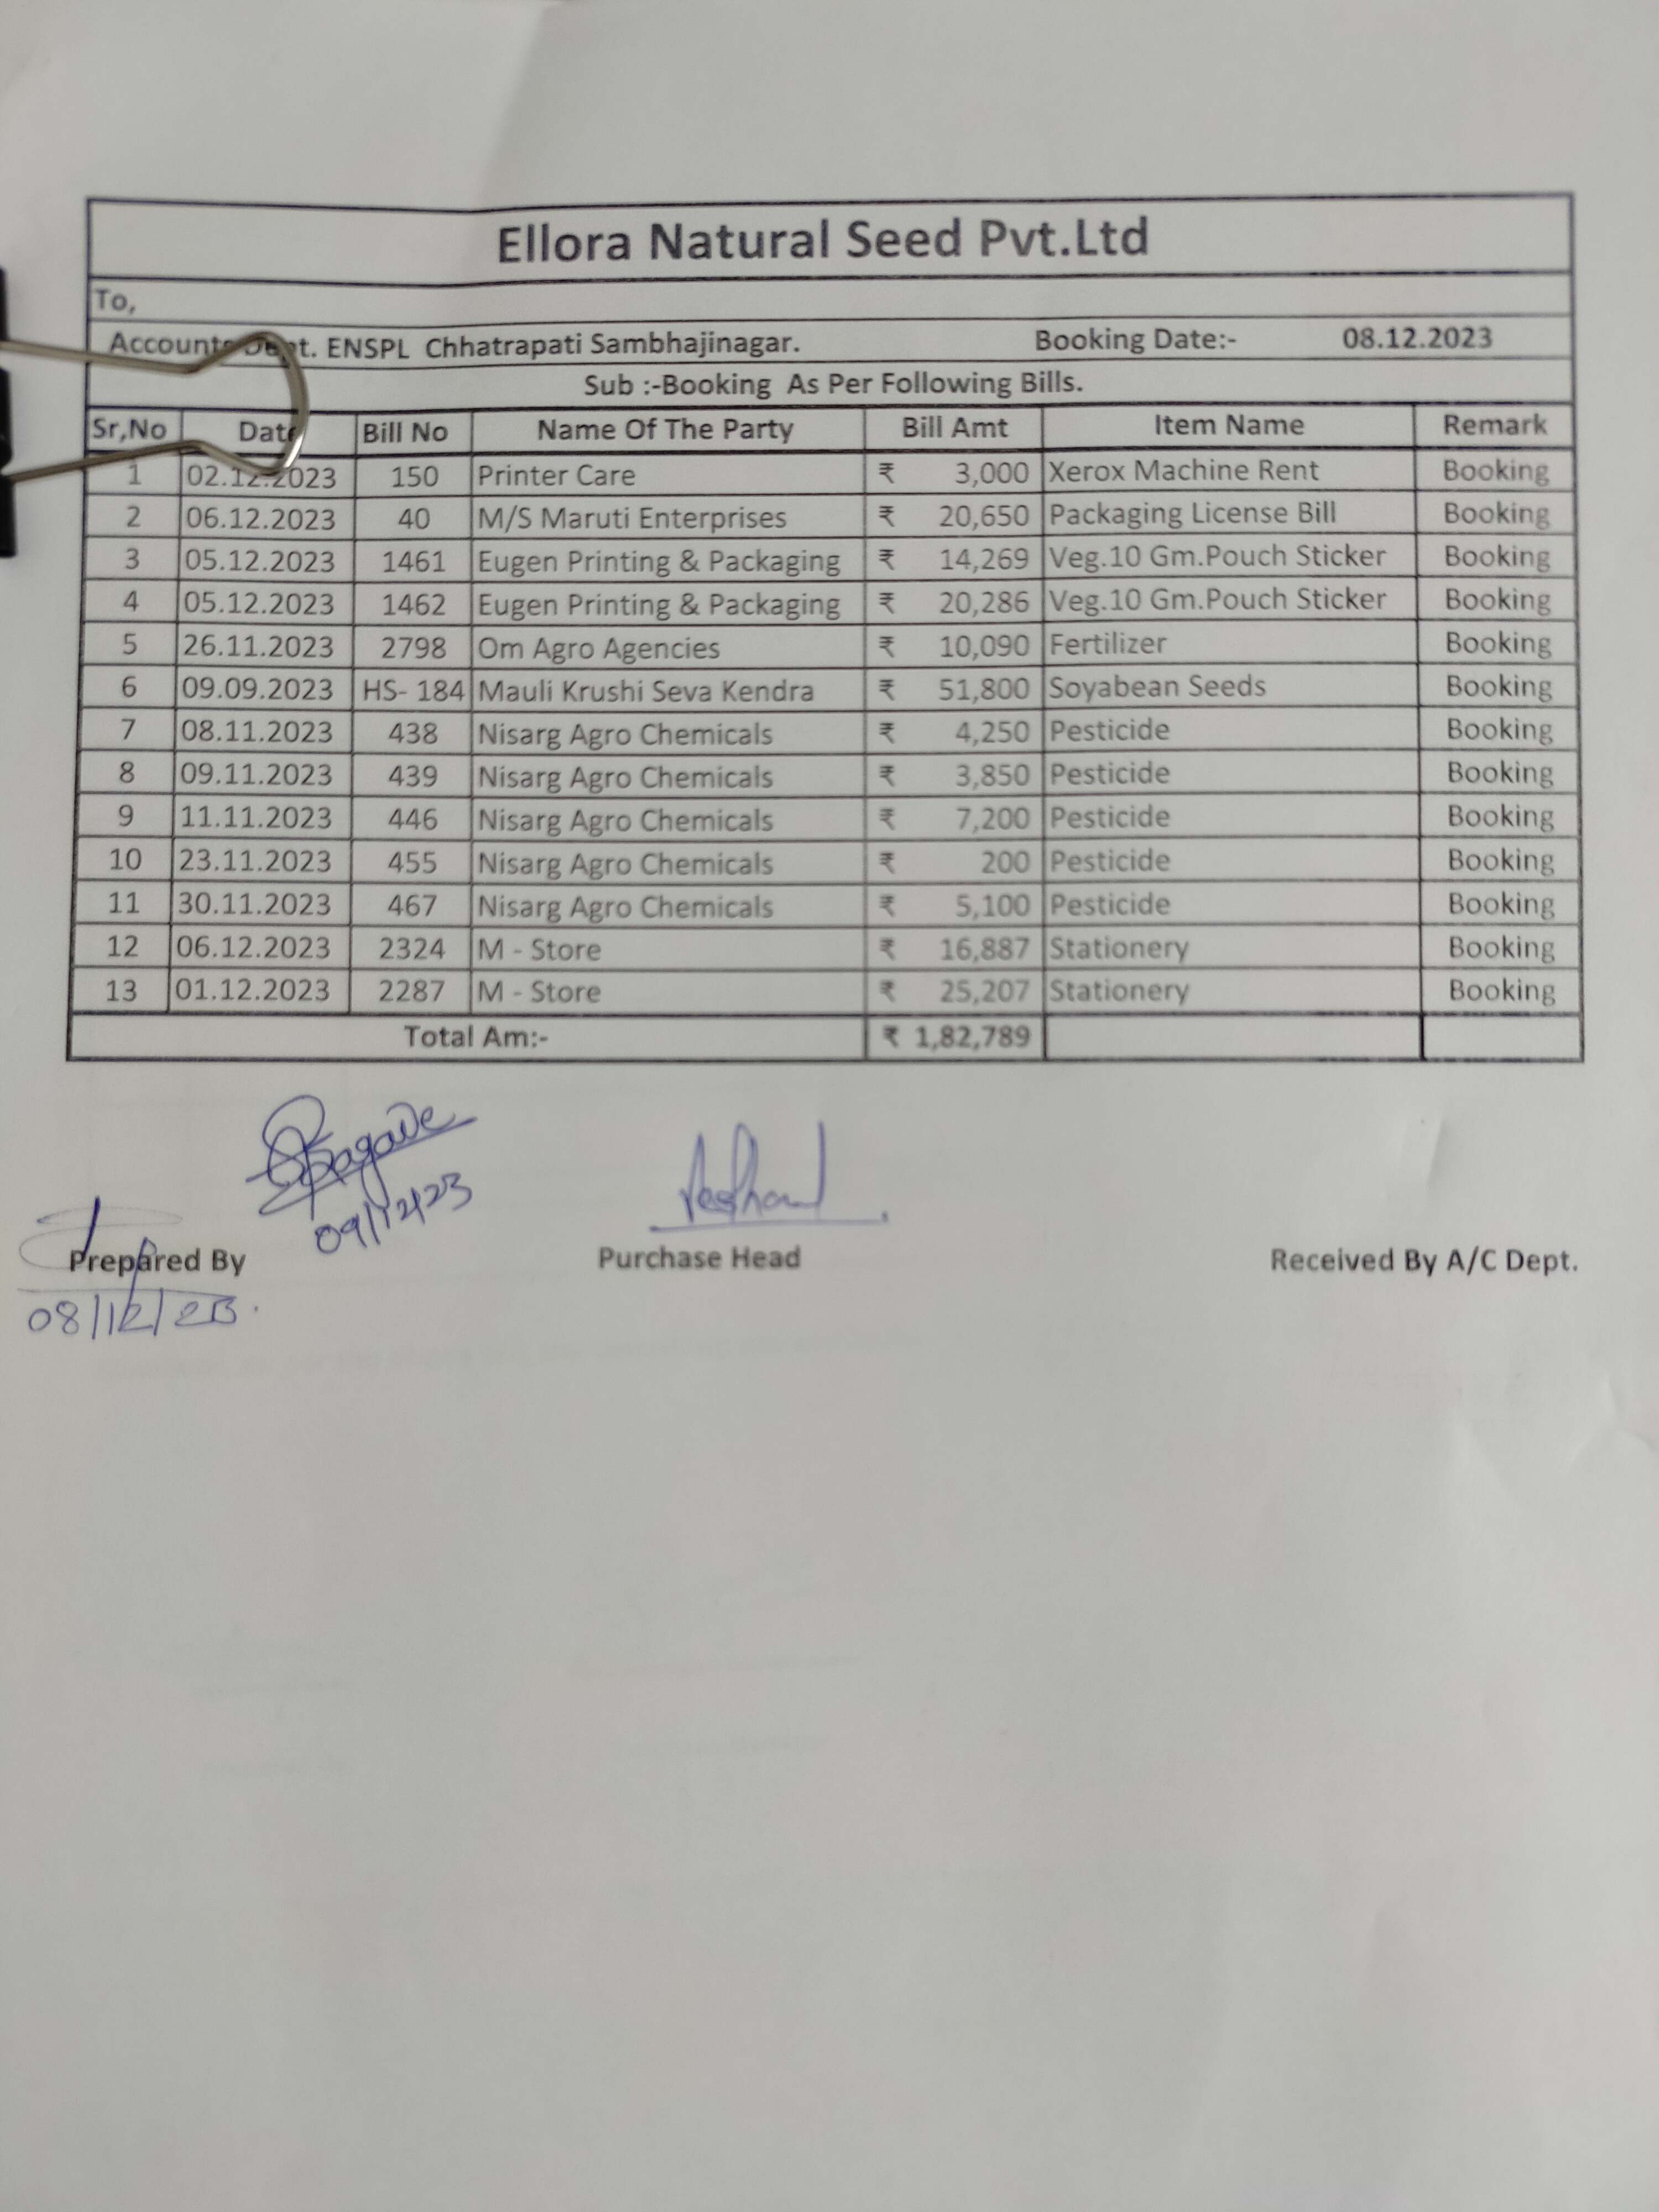 Ellora Natural Seed Pvt.Ltd
To,
Accounts Dept. ENSPL Chhatrapati Sambhajinagar. Booking Date:- 08.12.2023
Sub :-Booking As Per Following Bills.
Sr,No Date Bill No Name Of The Party Bill Amt Item Name Remark
1 02.12.2023 150 Printer Care ₹ 3,000 Xerox Machine Rent Booking
2 06.12.2023 40 M/S Maruti Enterprises ₹ 20,650 Packaging License Bill Booking
3 05.12.2023 1461 Eugen Printing & Packaging ₹ 14,269 Veg.10 Gm.Pouch Sticker Booking
4 05.12.2023 1462 Eugen Printing & Packaging ₹ 20,286 Veg.10 Gm.Pouch Sticker Booking
5 26.11.2023 2798 Om Agro Agencies ₹ 10,090 Fertilizer Booking
6 09.09.2023 HS- 184 Mauli Krushi Seva Kendra ₹ 51,800 Soyabean Seeds Booking
7 08.11.2023 438 Nisarg Agro Chemicals ₹ 4,250 Pesticide Booking
8 09.11.2023 439 Nisarg Agro Chemicals ₹ 3,850 Pesticide Booking
9 11.11.2023 446 Nisarg Agro Chemicals ₹ 7,200 Pesticide Booking
10 23.11.2023 455 Nisarg Agro Chemicals ₹ 200 Pesticide Booking
11 30.11.2023 467 Nisarg Agro Chemicals ₹ 5,100 Pesticide Booking
12 06.12.2023 2324 M - Store ₹ 16,887 Stationery Booking
13 01.12.2023 2287 M - Store ₹ 25,207 Stationery Booking
Total Am:- ₹ 1,82,789
09/12/23
Prepared By Purchase Head Received By A/C Dept.
08/12/23.